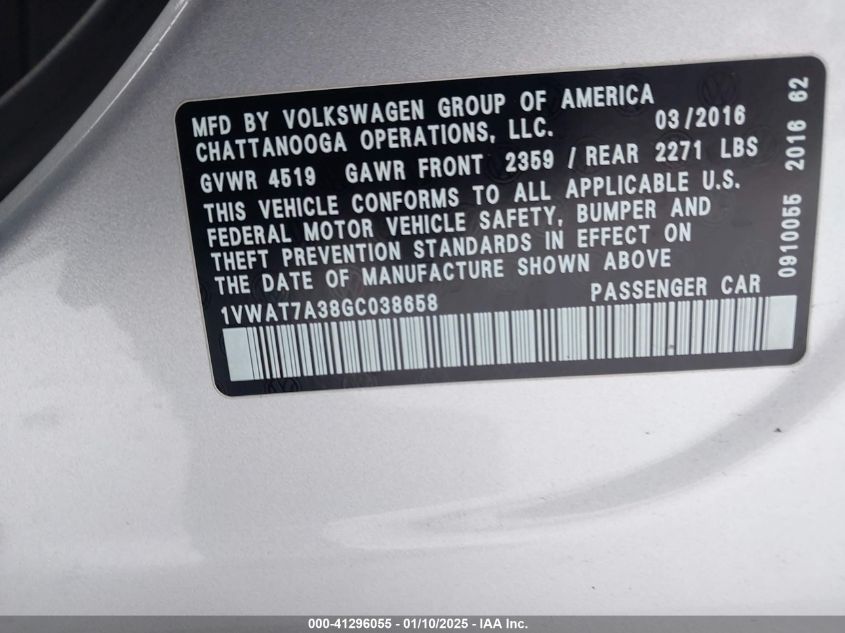 MFD BY VOLKSWAGEN GROUP OF AMERICA
CHATTANOOGA OPERATIONS, LLC. 03/2016
GVWR 4519 GAWR FRONT 2359 / REAR 2271 LBS
THIS VEHICLE CONFORMS TO ALL APPLICABLE U.S.
FEDERAL MOTOR VEHICLE SAFETY, BUMPER AND
THEFT PREVENTION STANDARDS IN EFFECT ON
THE DATE OF MANUFACTURE SHOWN ABOVE
1VWAT7A38GC038658 PASSENGER CAR
0910055 2016 62
000-41296055 - 01/10/2025 - IAA Inc.